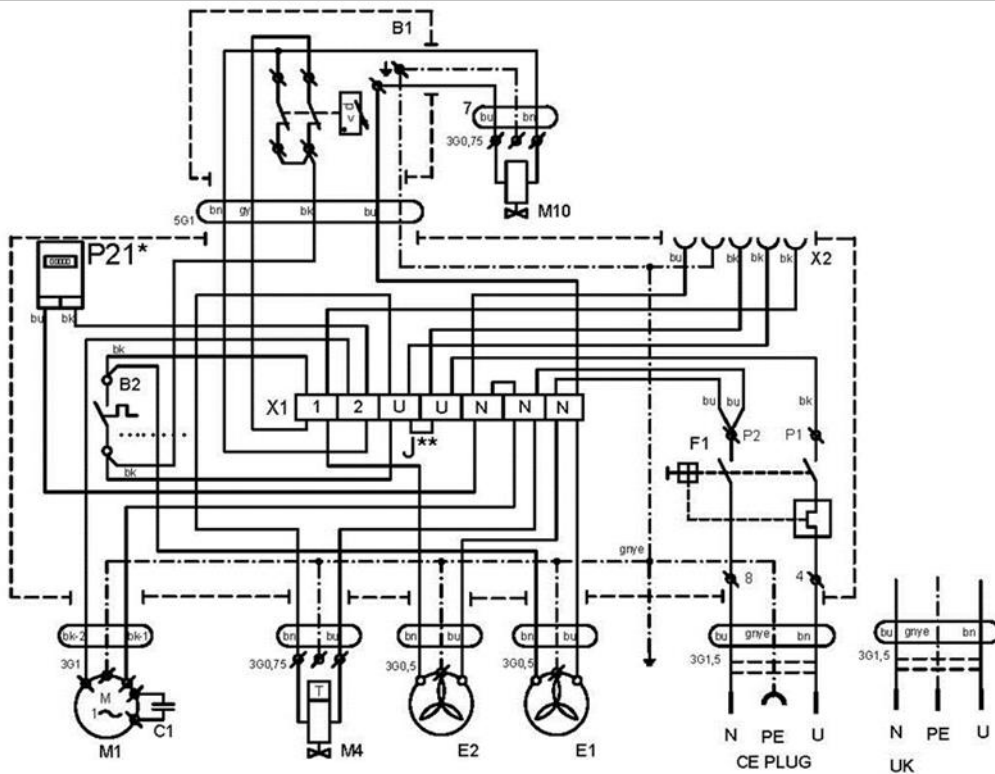 B1
7
bu bn
3G0,75
M10
5G1
bn gy bk bu
P21*
00000
bu bk
bu bk bk bk
X2
bk
B2
bk
X1 1 2 U U N N N
J**
bu bu bk
F1 P2 P1
gnye
8 4
bk-2 bk-1
bn bu
bn bu
bn bu
bu gnye bn
bu gnye bn
3G1
3G0,75
3G0,5
3G0,5
3G1,5
3G1,5
M
1
C1
M1
T
M4
E2
E1
N PE U
CE PLUG
N PE U
UK